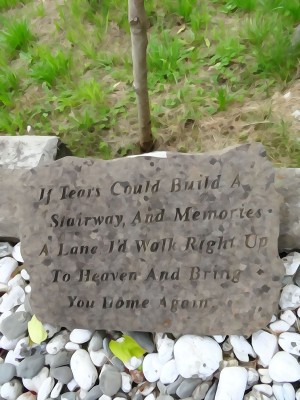 If Tears Could Build A
Stairway, And Memories
A Lane I'd Walk Right Up
To Heaven And Bring
You Home Again